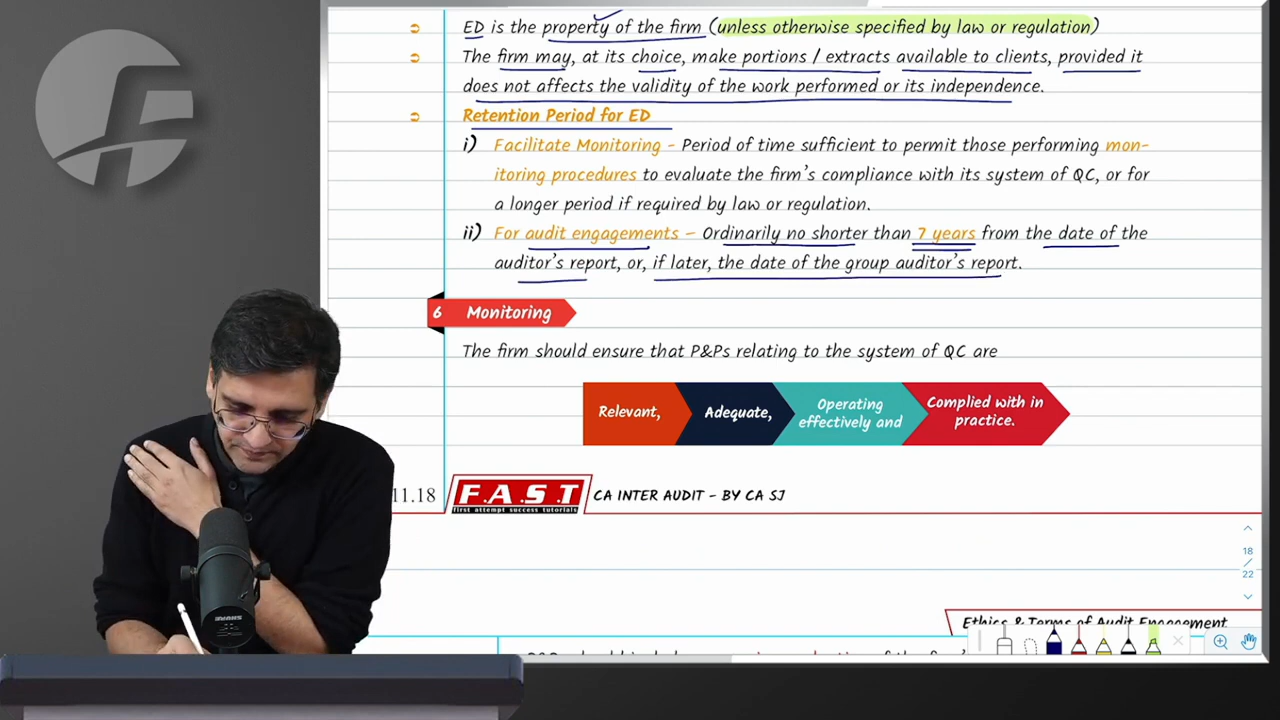 ED is the property of the firm (unless otherwise specified by law or regulation)
The firm may, at its choice, make portions / extracts available to clients, provided it
does not affects the validity of the work performed or its independence.
Retention Period for ED
i) Facilitate Monitoring - Period of time sufficient to permit those performing mon-
itoring procedures to evaluate the firm's compliance with its system of QC, or for
a longer period if required by law or regulation.
ii) For audit engagements – Ordinarily no shorter than 7 years from the date of the
auditor's report, or, if later, the date of the group auditor's report.
6 Monitoring
The firm should ensure that P&Ps relating to the system of QC are
Relevant,
Adequate,
Operating
effectively and
Complied with in
practice.
11.18
F.A.S.T
first attempt success tutorials
CA INTER AUDIT - BY CA SJ
18
/
22
Ethics & Terms of Audit Engagement